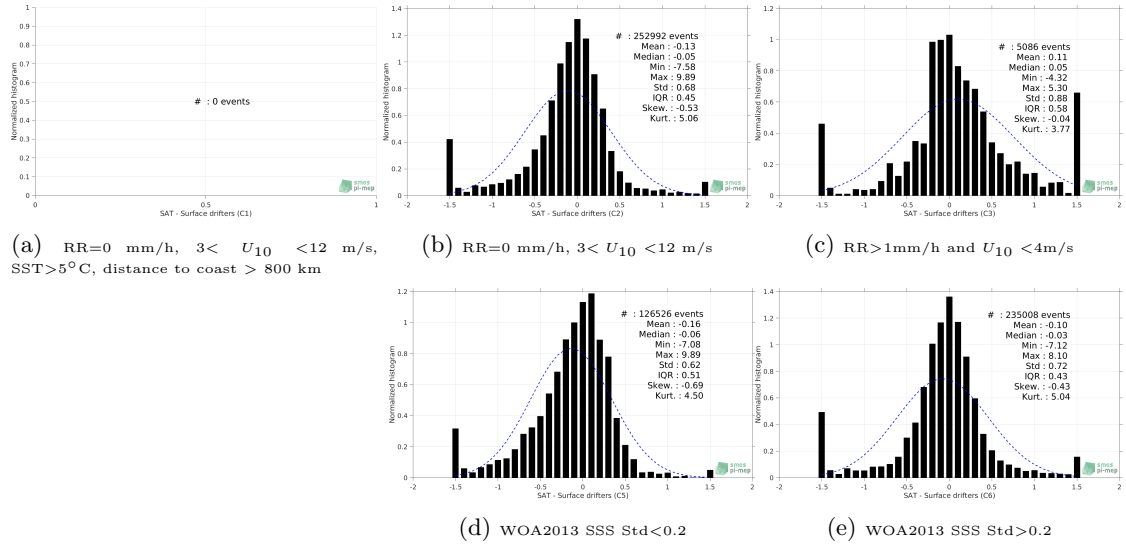 1
0.9
0.8
0.7
0.6
0.5
0.4
0.3
0.2
0.1
0
Normalized histogram
# : 0 events
smos
pi-mep
0 0.5 1
SAT - Surface drifters (C1)
(a) RR=0 mm/h, 3< U10 <12 m/s,
SST>5°C, distance to coast > 800 km
1.4
1.2
1
0.8
0.6
0.4
0.2
0
Normalized histogram
# : 252992 events
Mean : -0.13
Median : -0.05
Min : -7.58
Max : 9.89
Std : 0.68
IQR : 0.45
Skew. : -0.53
Kurt. : 5.06
smos
pi-mep
-2 -1.5 -1 -0.5 0 0.5 1 1.5 2
SAT - Surface drifters (C2)
(b) RR=0 mm/h, 3< U10 <12 m/s
1.2
1
0.8
0.6
0.4
0.2
0
Normalized histogram
# : 5086 events
Mean : 0.11
Median : 0.05
Min : -4.32
Max : 5.30
Std : 0.88
IQR : 0.58
Skew. : -0.04
Kurt. : 3.77
smos
pi-mep
-2 -1.5 -1 -0.5 0 0.5 1 1.5 2
SAT - Surface drifters (C3)
(c) RR>1mm/h and U10 <4m/s
1.2
1
0.8
0.6
0.4
0.2
0
Normalized histogram
# : 126526 events
Mean : -0.16
Median : -0.06
Min : -7.08
Max : 9.89
Std : 0.62
IQR : 0.51
Skew. : -0.69
Kurt. : 4.50
smos
pi-mep
-2 -1.5 -1 -0.5 0 0.5 1 1.5 2
SAT - Surface drifters (C5)
(d) WOA2013 SSS Std<0.2
1.4
1.2
1
0.8
0.6
0.4
0.2
0
Normalized histogram
# : 235008 events
Mean : -0.10
Median : -0.03
Min : -7.12
Max : 8.10
Std : 0.72
IQR : 0.43
Skew. : -0.43
Kurt. : 5.04
smos
pi-mep
-2 -1.5 -1 -0.5 0 0.5 1 1.5 2
SAT - Surface drifters (C6)
(e) WOA2013 SSS Std>0.2